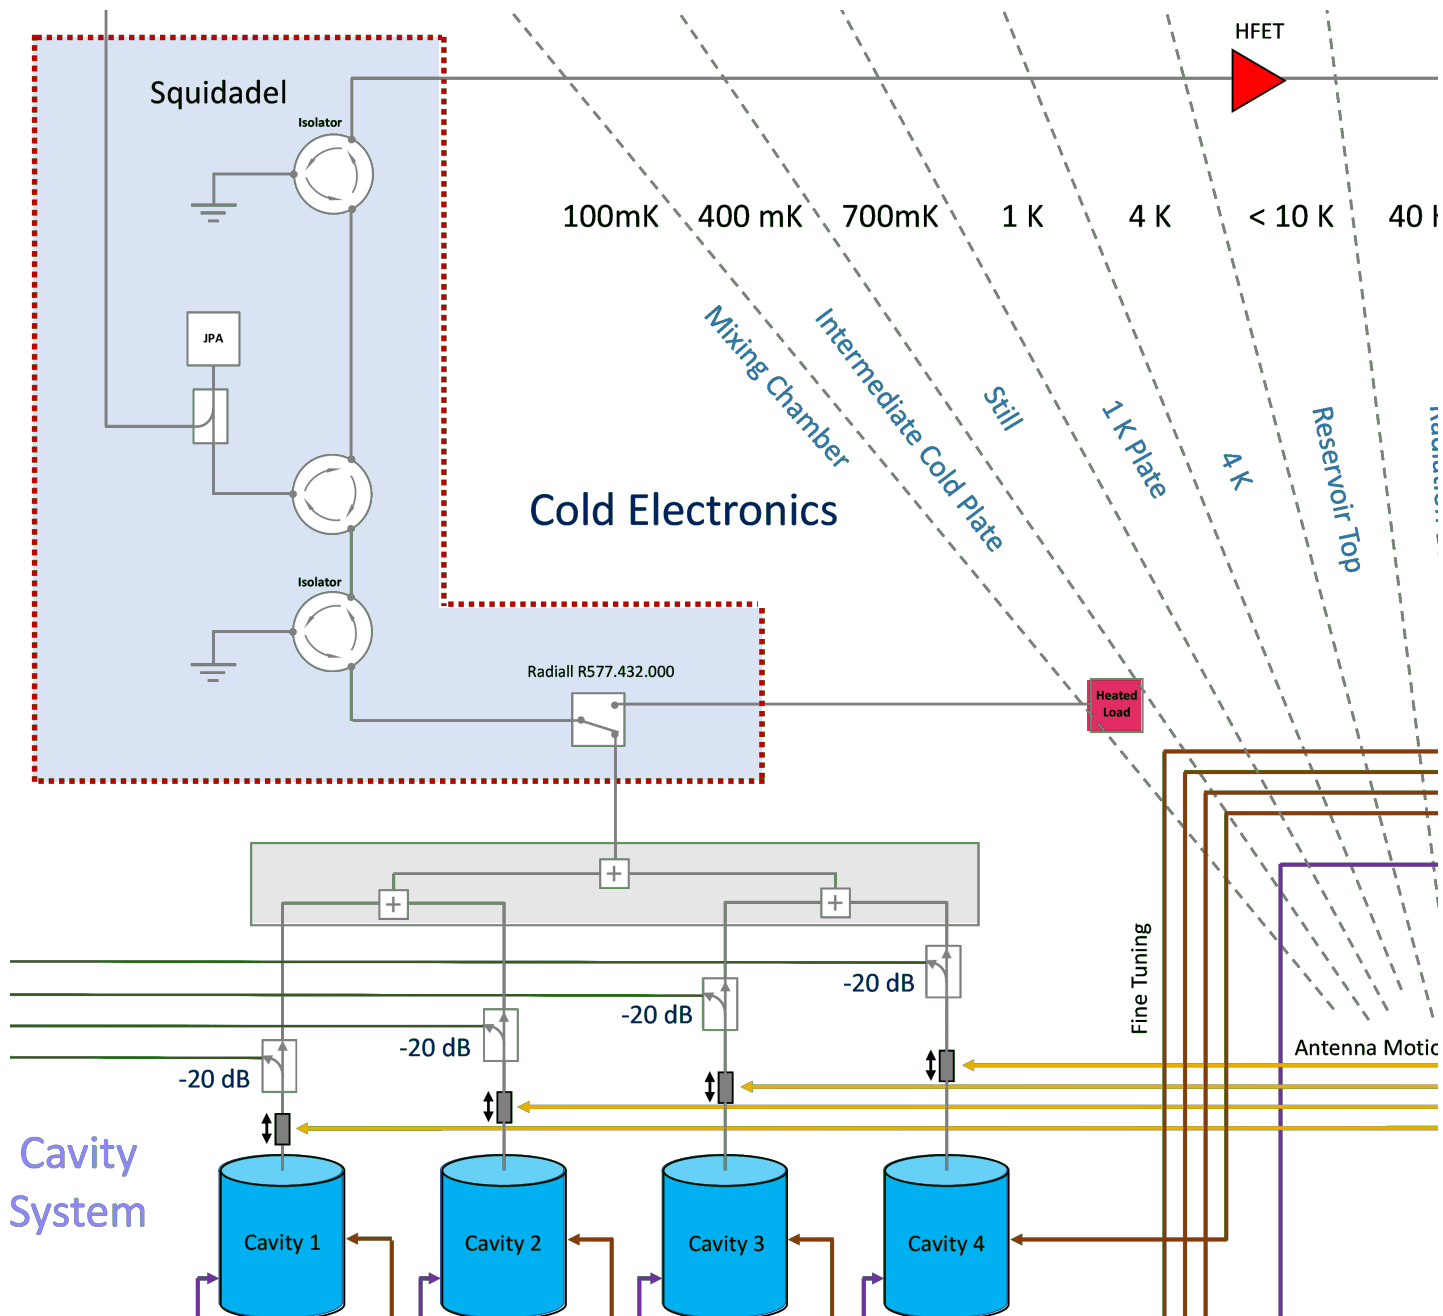 HFET
Squidadel
Isolator
100mK
400 mK
700mK
1 K
4 K
< 10 K
40
JPA
Mixing Chamber
Intermediate Cold Plate
Still
1 K Plate
4 K
Reservoir Top
Cold Electronics
Isolator
Radiall R577.432.000
Heated
Load
+
+
+
Fine Tuning
-20 dB
-20 dB
-20 dB
-20 dB
Antenna Motio
Cavity
System
Cavity 1
Cavity 2
Cavity 3
Cavity 4